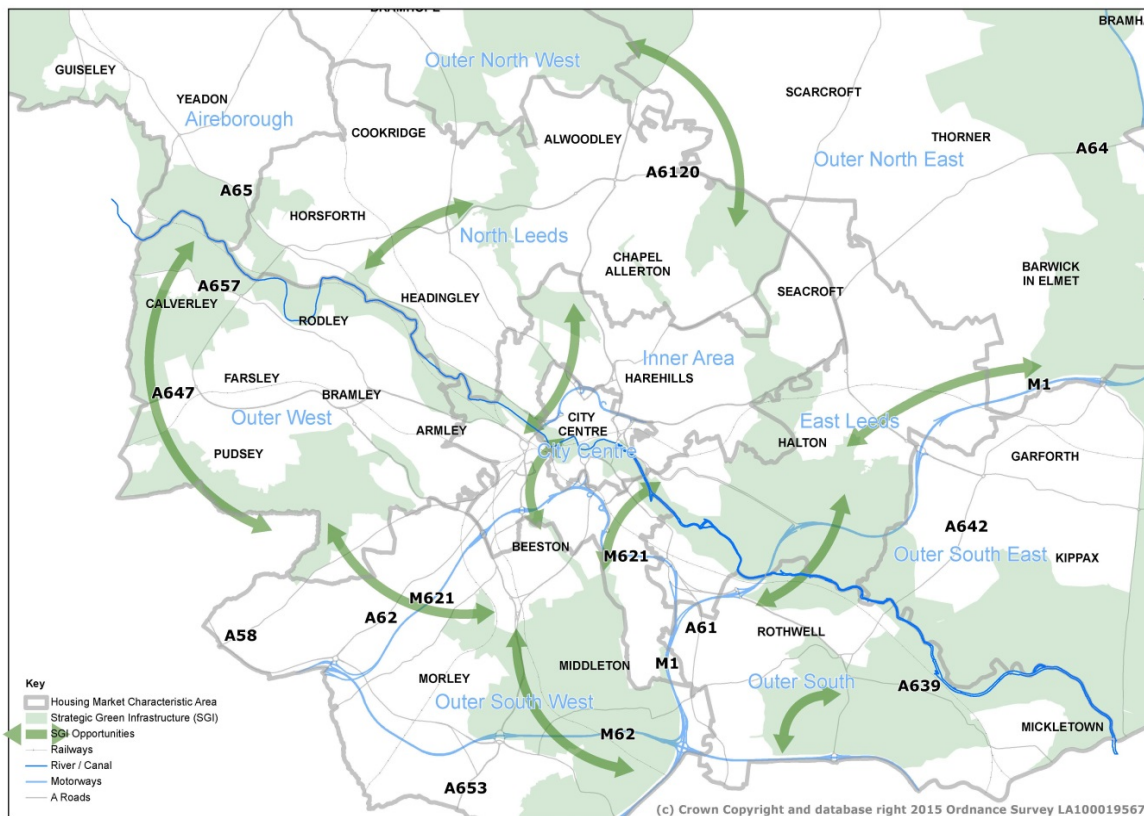 BRAMHOPE
BRAMHA
GUISELEY
Outer North West
YEADON
Aireborough
COOKRIDGE
ALWOODLEY
SCARCROFT
THORNER
Outer North East
A64
A6120
A65
HORSFORTH
North Leeds
CHAPEL
ALLERTON
BARWICK
IN ELMET
A657
CALVERLEY
RODLEY
HEADINGLEY
SEACROFT
Inner Area
HAREHILLS
FARSLEY
A647
BRAMLEY
Outer West
ARMLEY
PUDSEY
CITY
CENTRE
City Centre
M1
East Leeds
HALTON
GARFORTH
A642
Outer South East
KIPPAX
BEESTON
M621
M621
A62
A58
A61
ROTHWELL
MIDDLETON
M1
MORLEY
Outer South West
Outer South
A639
MICKLETOWN
M62
A653
Key
Housing Market Characteristic Area
Strategic Green Infrastructure (SGI)
SGI Opportunities
Railways
River / Canal
Motorways
A Roads
(c) Crown Copyright and database right 2015 Ordnance Survey LA100019567